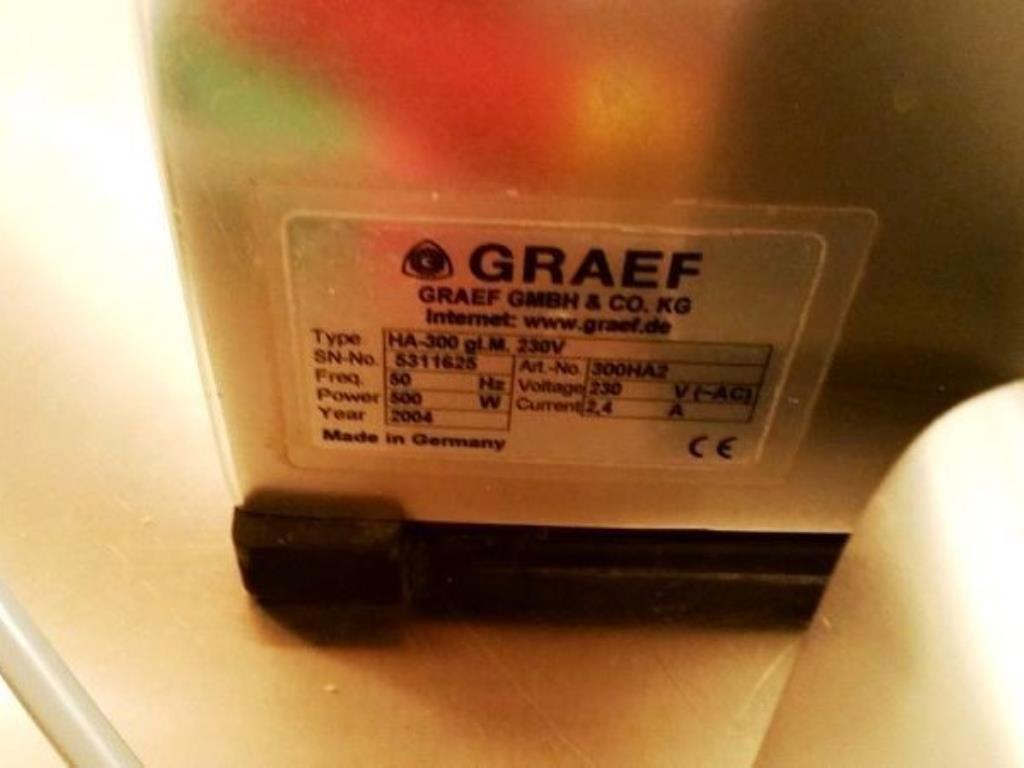 G GRAEF
GRAEF GMBH & CO. KG
Internet: www.graef.de
Type HA-300 gl.M. 230V
SN-No. 5311625 Art.-No. 300HA2
Freq. 50 Hz Voltage 230 V (~AC)
Power 500 W Current 2,4 A
Year 2004
Made in Germany CE